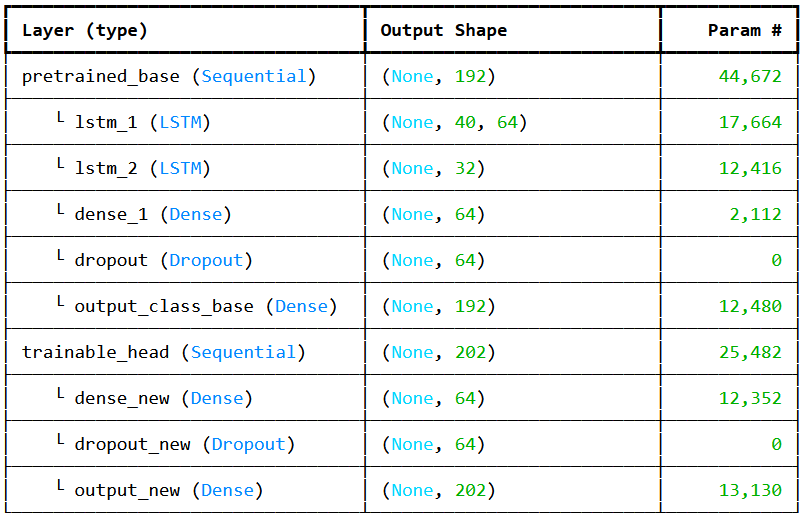 Layer (type) Output Shape Param #
pretrained_base (Sequential) (None, 192) 44,672
└ lstm_1 (LSTM) (None, 40, 64) 17,664
└ lstm_2 (LSTM) (None, 32) 12,416
└ dense_1 (Dense) (None, 64) 2,112
└ dropout (Dropout) (None, 64) 0
└ output_class_base (Dense) (None, 192) 12,480
trainable_head (Sequential) (None, 202) 25,482
└ dense_new (Dense) (None, 64) 12,352
└ dropout_new (Dropout) (None, 64) 0
└ output_new (Dense) (None, 202) 13,130